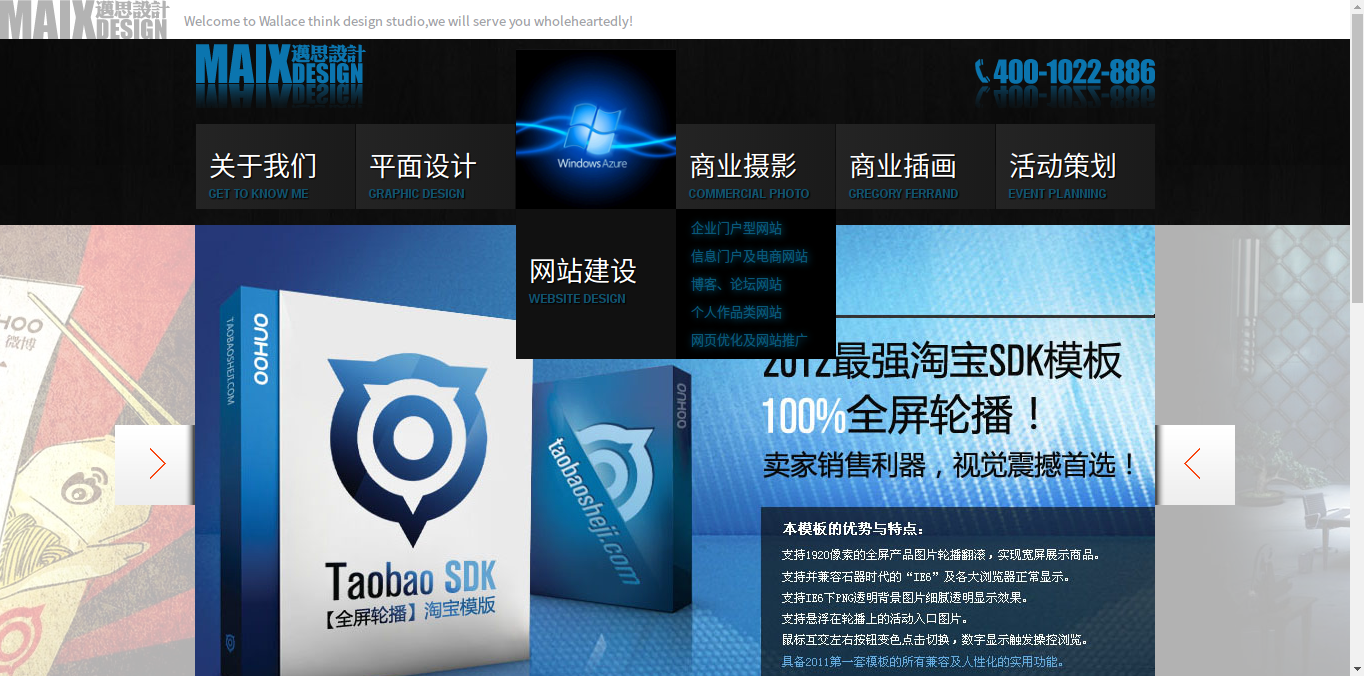 MAIX邁思設計
DESIGN
Welcome to Wallace think design studio,we will serve you wholeheartedly!
MAIX邁思設計
DESIGN
400-1022-886
Windows Azure
关于我们
GET TO KNOW ME
平面设计
GRAPHIC DESIGN
商业摄影
COMMERCIAL PHOTO
商业插画
GREGORY FERRAND
活动策划
EVENT PLANNING
网站建设
WEBSITE DESIGN
企业门户型网站
信息门户及电商网站
博客、论坛网站
个人作品类网站
网页优化及网站推广
HOO
微博
TAOBAOSHEJI.COM
ONHOO
Taobao SDK
【全屏轮播】淘宝模版
taobaosheji.com
ONHOO
2012最强淘宝SDK模板
100%全屏轮播！
卖家销售利器，视觉震撼首选！
本模板的优势与特点：
支持1920像素的全屏产品图片轮播翻滚，实现宽屏展示商品。
支持并兼容石器时代的“IE6”及各大浏览器正常显示。
支持IE6下PNG透明背景图片细腻透明显示效果。
支持悬浮在轮播上的活动入口图片。
鼠标互交左右按钮变色点击切换，数字显示触发操控浏览。
具备2011第一套模板的所有兼容及人性化的实用功能。